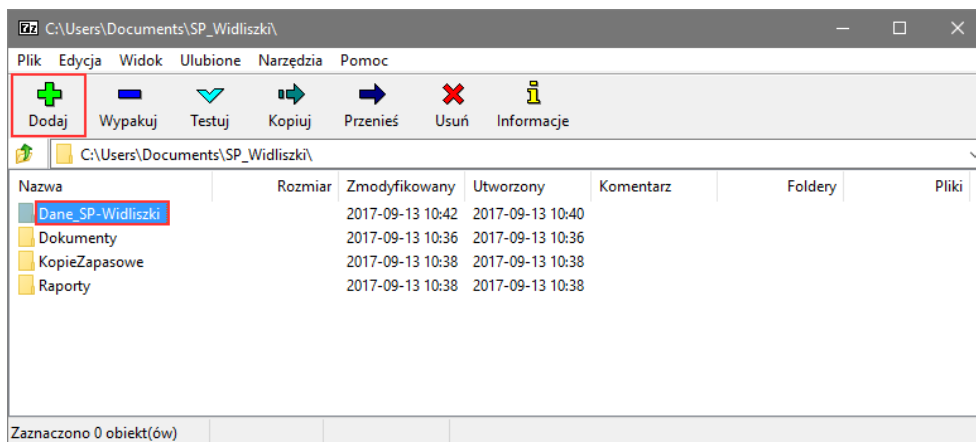 7z C:\Users\Documents\SP_Widliszki\
Plik Edycja Widok Ulubione Narzędzia Pomoc
Dodaj Wypakuj Testuj Kopiuj Przenieś Usuń Informacje
C:\Users\Documents\SP_Widliszki\
Nazwa Rozmiar Zmodyfikowany Utworzony Komentarz Foldery Pliki
Dane_SP-Widliszki 2017-09-13 10:42 2017-09-13 10:40
Dokumenty 2017-09-13 10:36 2017-09-13 10:36
KopieZapasowe 2017-09-13 10:38 2017-09-13 10:38
Raporty 2017-09-13 10:38 2017-09-13 10:38
Zaznaczono 0 obiekt(ów)